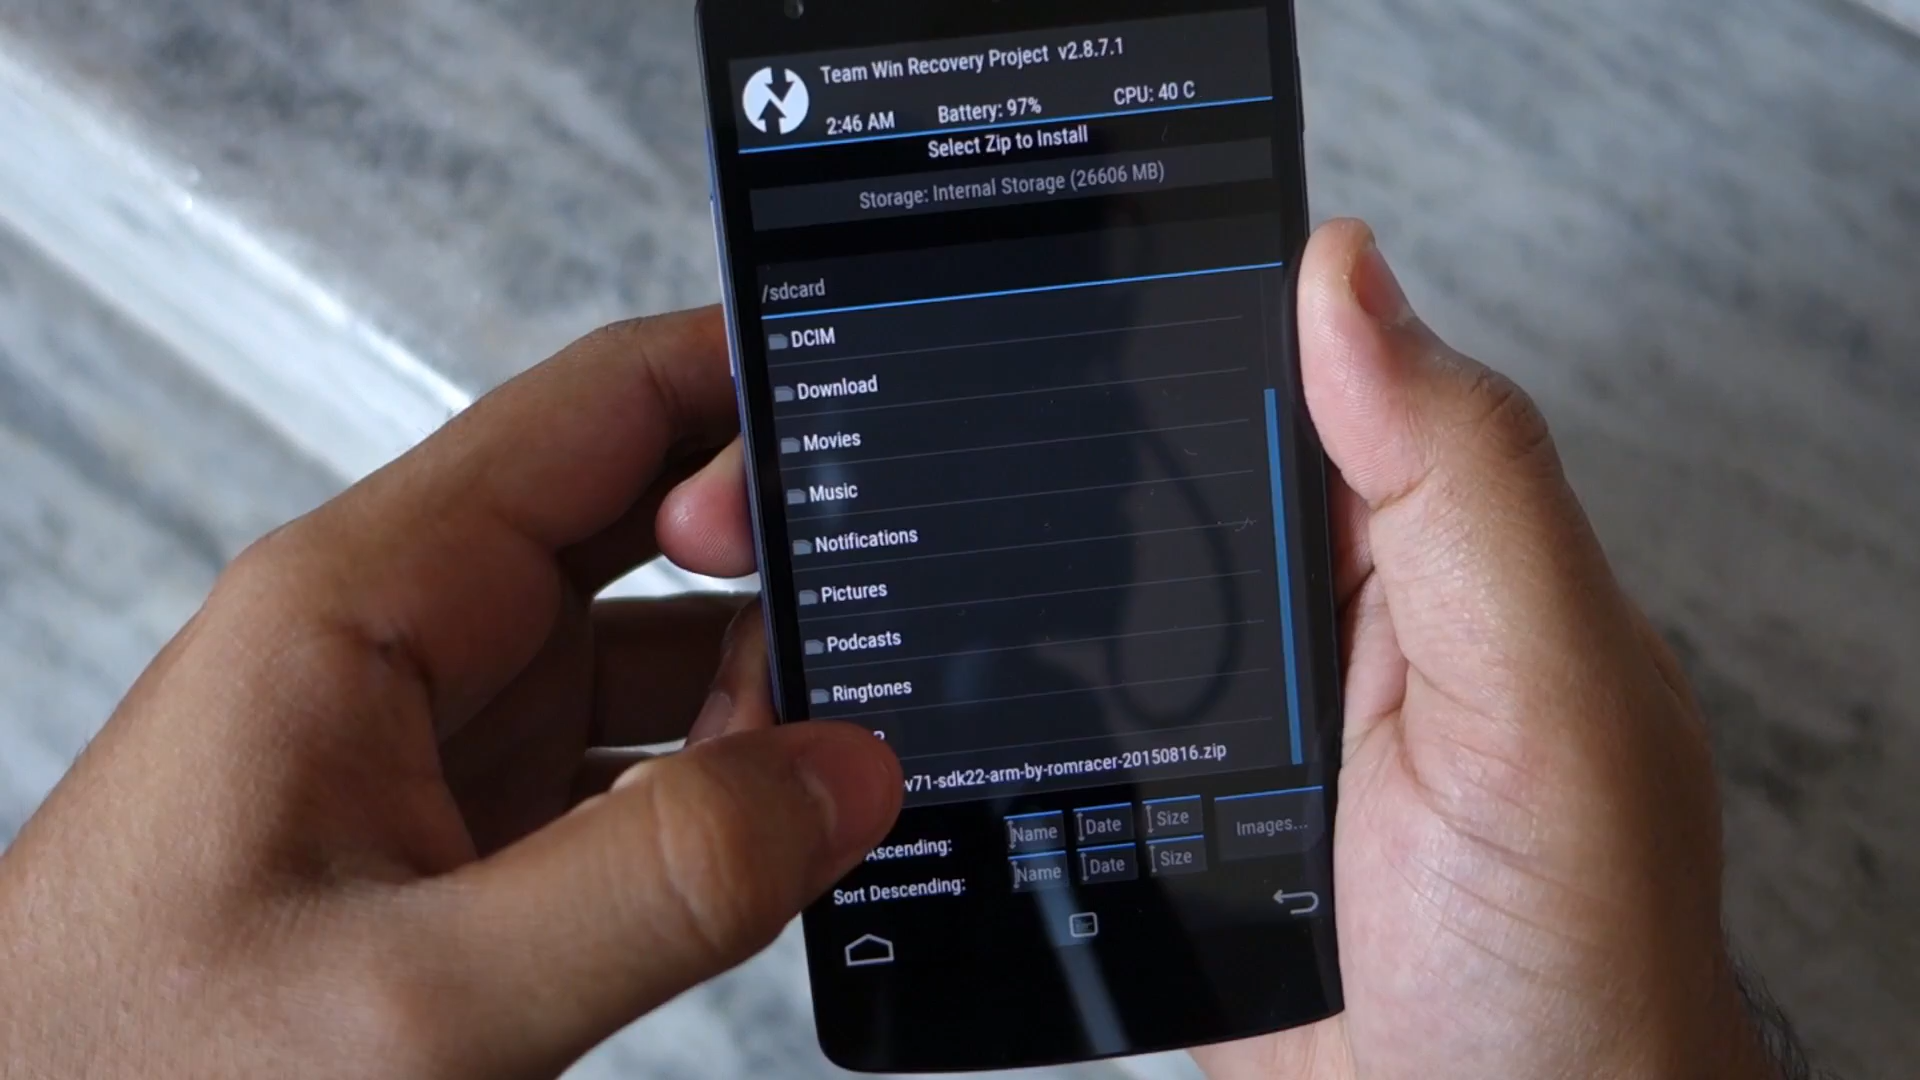 Team Win Recovery Project v2.8.7.1
2:46 AM Battery: 97% CPU: 40 C
Select Zip to Install
Storage: Internal Storage (26606 MB)
/sdcard
DCIM
Download
Movies
Music
Notifications
Pictures
Podcasts
Ringtones
v71-sdk22-arm-by-romracer-20150816.zip
Ascending: Name Date Size
Sort Descending: Name Date Size
Images...